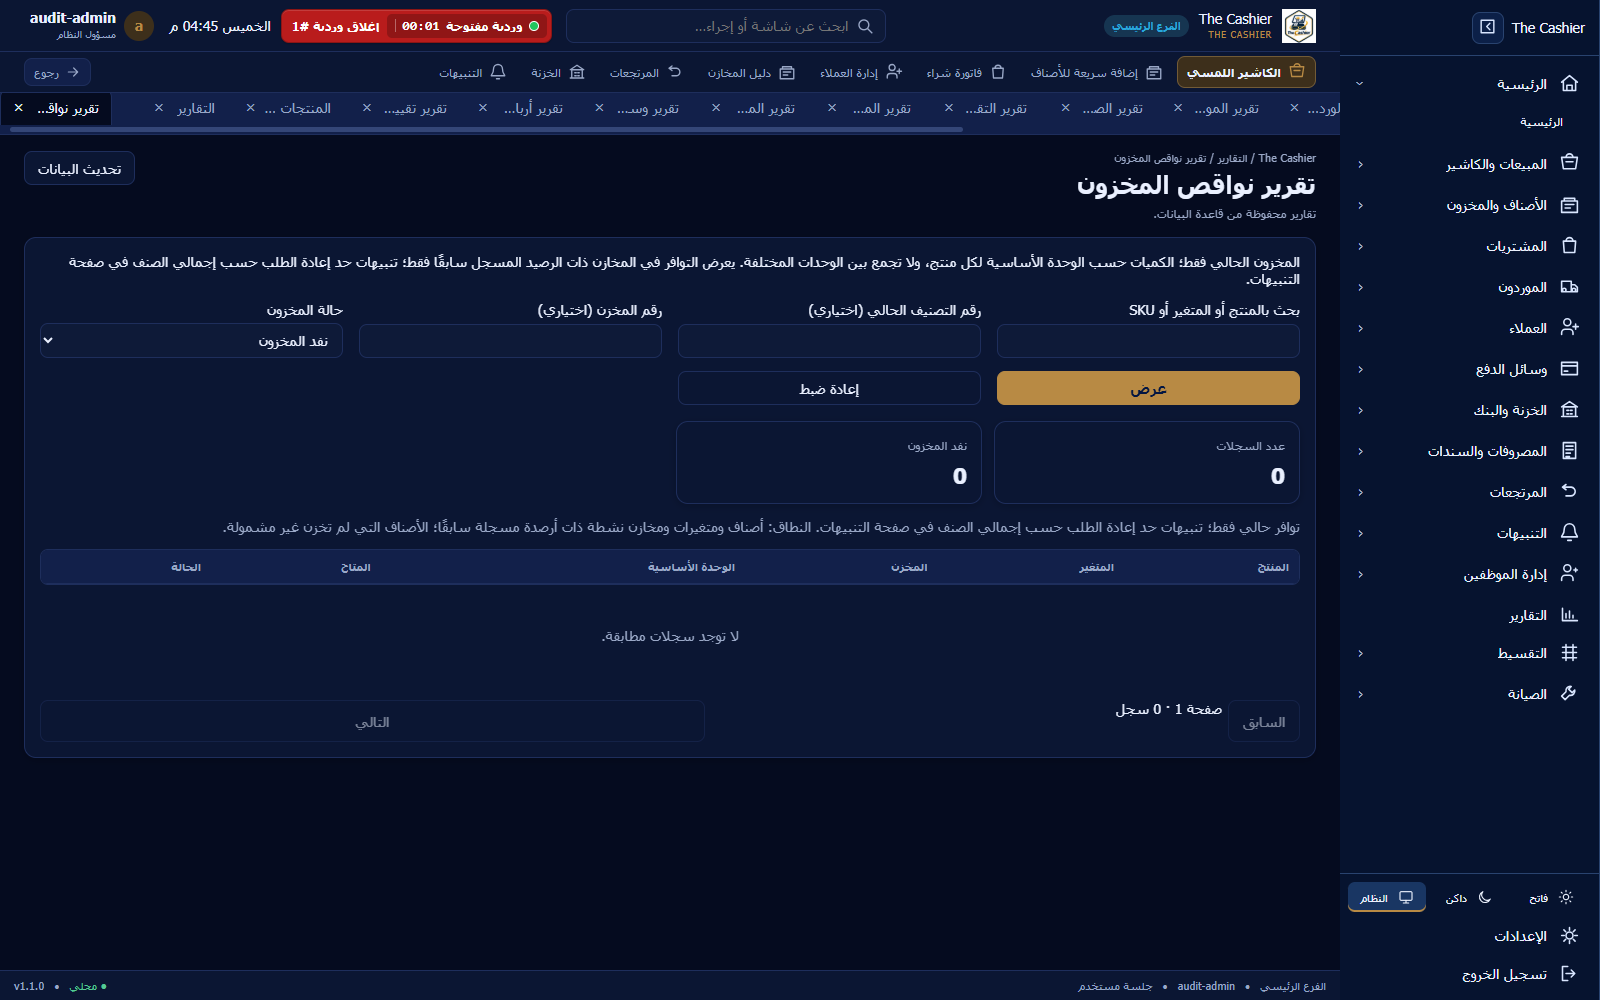 The Cashier
الرئيسية
الرئيسية
المبيعات والكاشير
الأصناف والمخزون
المشتريات
الموردون
العملاء
وسائل الدفع
الخزنة والبنك
المصروفات والسندات
المرتجعات
التنبيهات
إدارة الموظفين
التقارير
التقسيط
الصيانة
فاتح
داكن
النظام
الإعدادات
تسجيل الخروج
The Cashier
THE CASHIER
الفرع الرئيسي
ابحث عن شاشة أو إجراء...
وردية مفتوحة 00:01
إغلاق وردية #1
الخميس 04:45 م
audit-admin
مسؤول النظام
a
الكاشير اللمسي
إضافة سريعة للأصناف
فاتورة شراء
إدارة العملاء
دليل المخازن
المرتجعات
الخزنة
التنبيهات
رجوع
تقرير المو...
تقرير الص...
تقرير التق...
تقرير الم...
تقرير الم...
تقرير وسـ...
تقرير أربا...
تقرير تقييـ...
المنتجات ...
التقارير
تقرير نواقـ...
The Cashier / التقارير / تقرير نواقص المخزون
تقرير نواقص المخزون
تقارير محفوظة من قاعدة البيانات.
تحديث البيانات
المخزون الحالي فقط؛ الكميات حسب الوحدة الأساسية لكل منتج، ولا تجمع بين الوحدات المختلفة. يعرض التوافر في المخازن ذات الرصيد المسجل سابقًا فقط؛ تنبيهات حد إعادة الطلب حسب إجمالي الصنف في صفحة
التنبيهات.
بحث بالمنتج أو المتغير أو SKU
رقم التصنيف الحالي (اختياري)
رقم المخزن (اختياري)
حالة المخزون
نفد المخزون
عرض
إعادة ضبط
عدد السجلات
0
نفد المخزون
0
توافر حالي فقط؛ تنبيهات حد إعادة الطلب حسب إجمالي الصنف في صفحة التنبيهات. النطاق: أصناف ومتغيرات ومخازن نشطة ذات أرصدة مسجلة سابقًا؛ الأصناف التي لم تخزن غير مشمولة.
المنتج
المتغير
المخزن
الوحدة الأساسية
المتاح
الحالة
لا توجد سجلات مطابقة.
السابق
صفحة 1 · 0 سجل
التالي
الفرع الرئيسي • audit-admin • جلسة مستخدم
محلي • v1.1.0